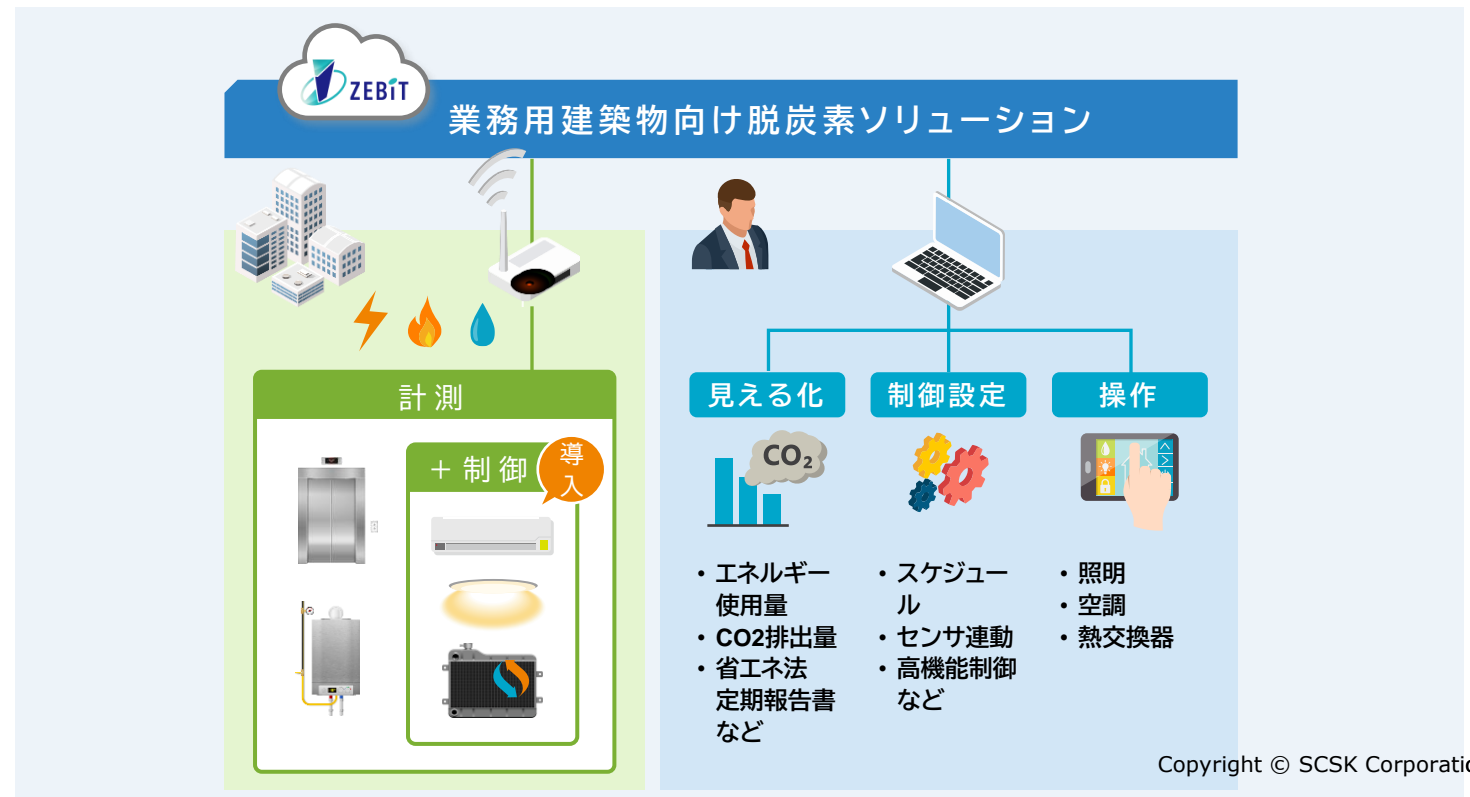 ZEBiT
業務用建築物向け脱炭素ソリューション
計測
＋制御
導
入
見える化
CO₂
・エネルギー
使用量
・CO2排出量
・省エネ法
定期報告書
など
制御設定
・スケジュー
ル
・センサ連動
・高機能制御
など
操作
・照明
・空調
・熱交換器
Copyright © SCSK Corporatio